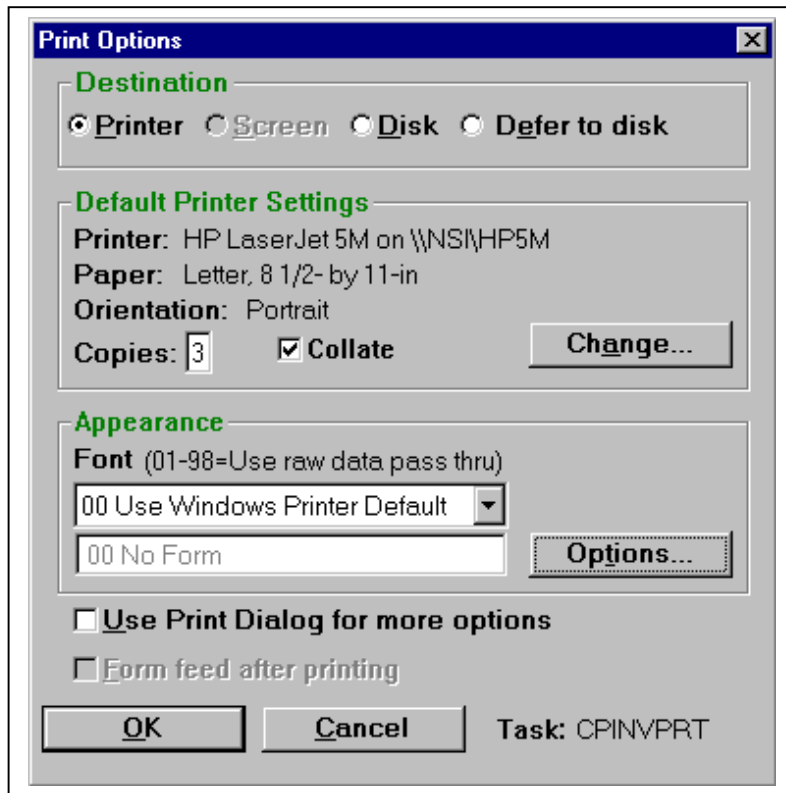 Print Options
Destination
Printer Screen Disk Defer to disk
Default Printer Settings
Printer: HP LaserJet 5M on \\NSI\HP5M
Paper: Letter, 8 1/2- by 11-in
Orientation: Portrait
Copies: 3 Collate Change...
Appearance
Font (01-98=Use raw data pass thru)
00 Use Windows Printer Default
00 No Form Options...
Use Print Dialog for more options
Form feed after printing
OK Cancel Task: CPINVPRT